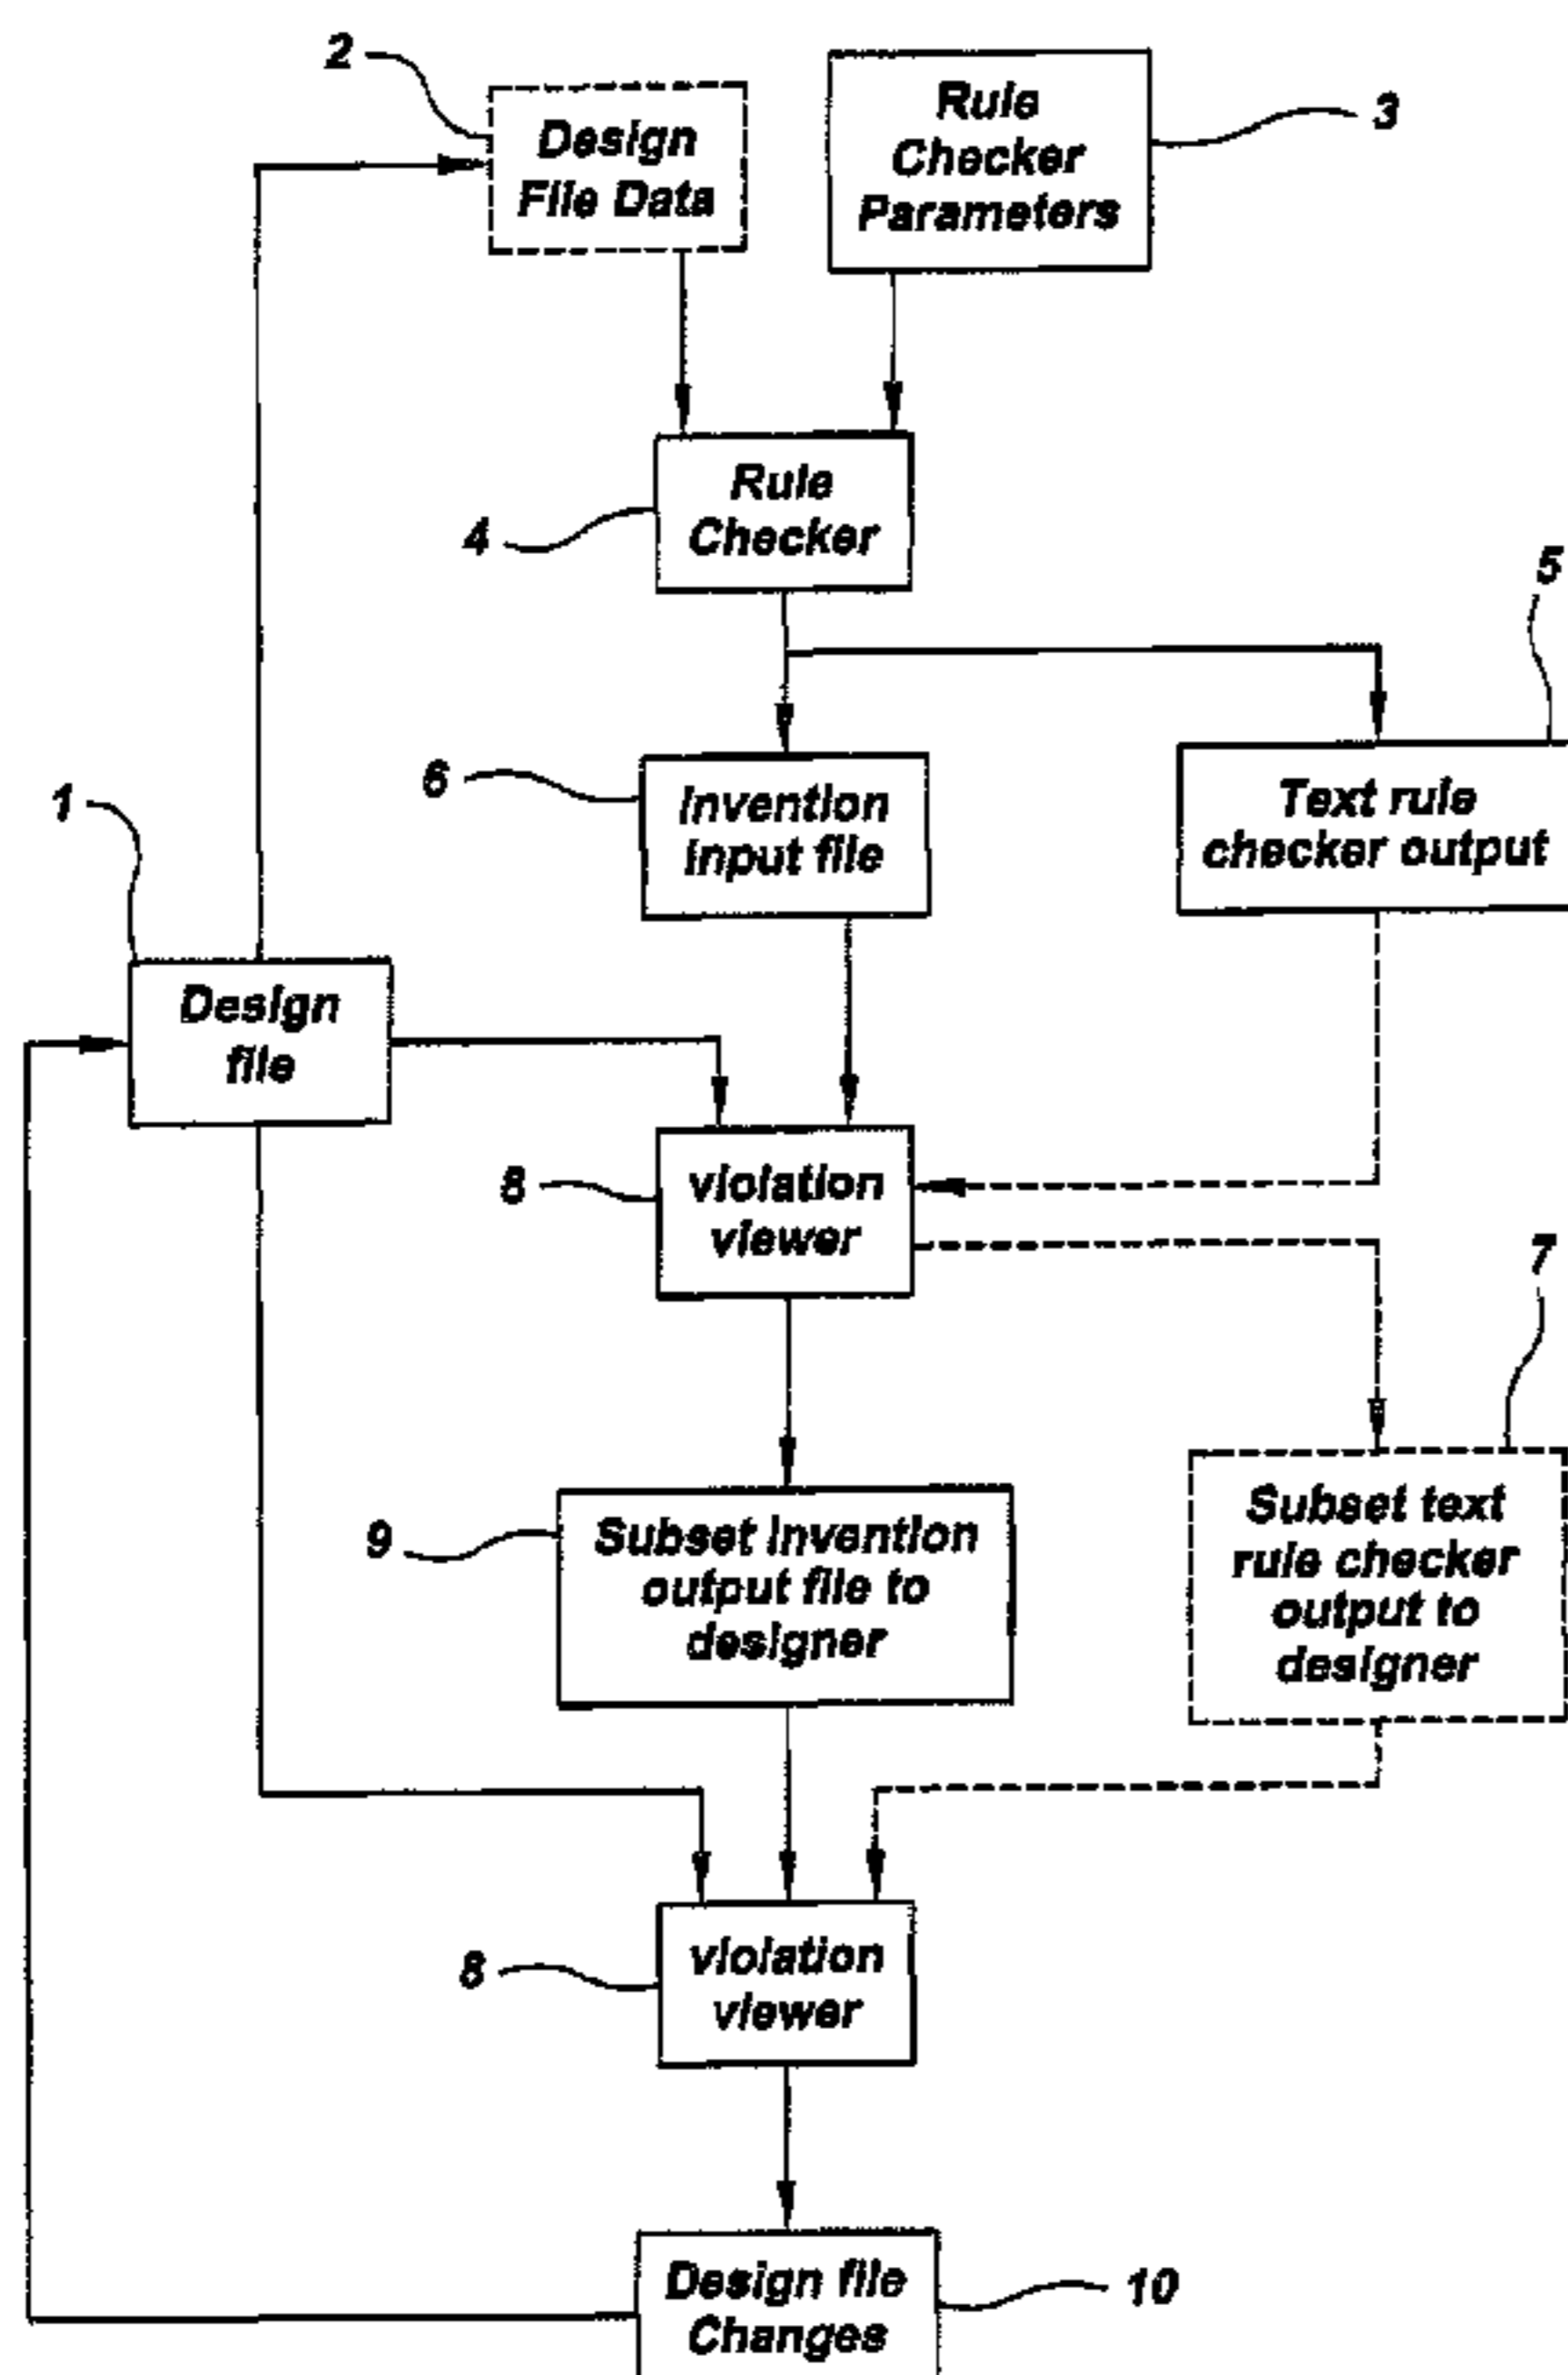 2
Design
File Data
Rule
Checker
Parameters
3
Rule
Checker
4
5
6
Invention
input file
Text rule
checker output
1
Design
file
8
violation
viewer
7
9
Subset invention
output file to
designer
Subset text
rule checker
output to
designer
8
violation
viewer
Design file
Changes
10